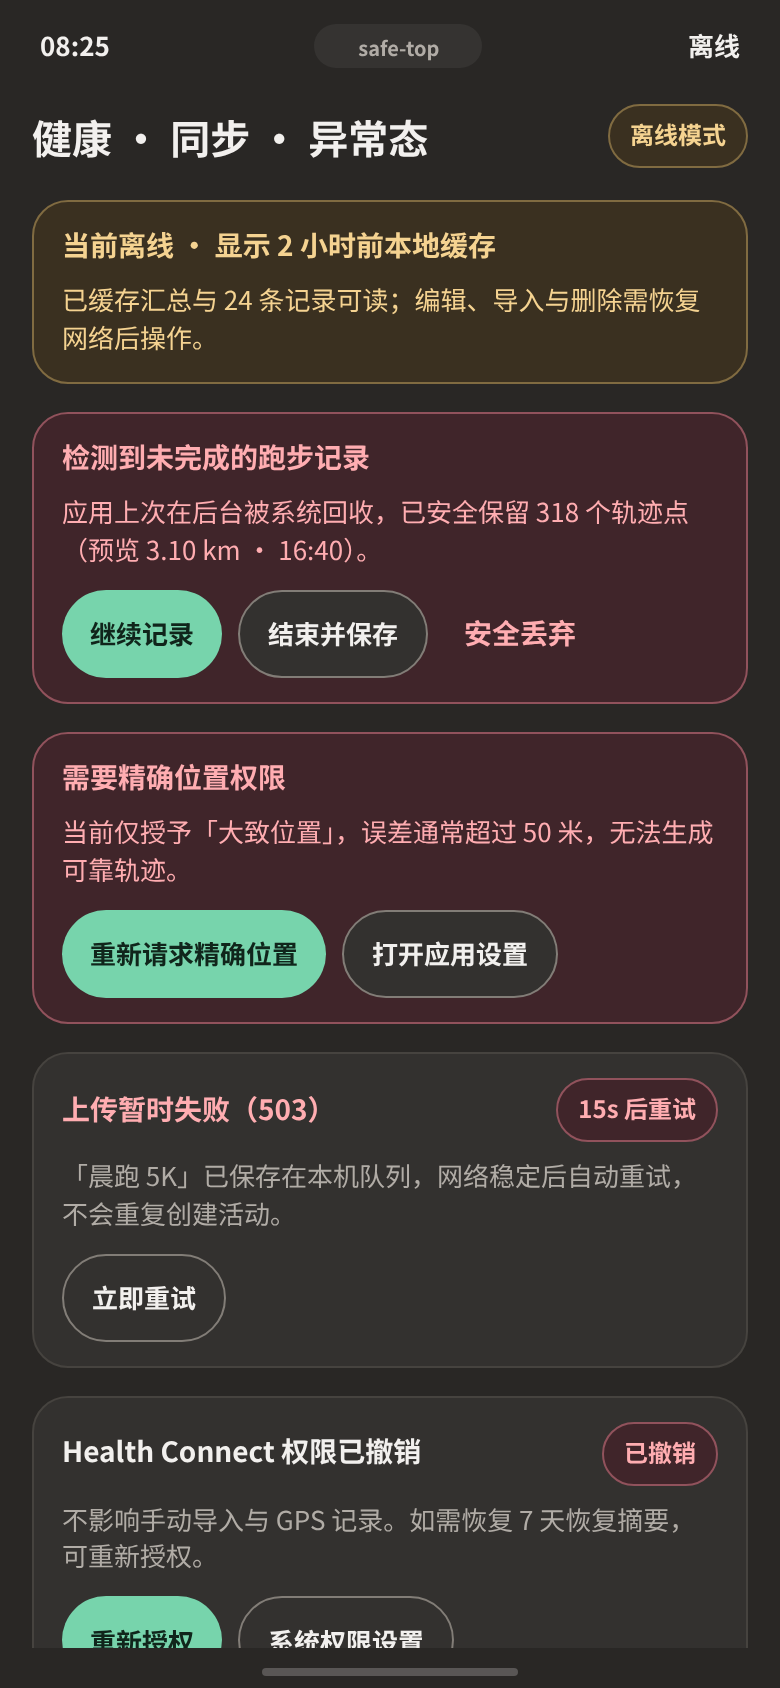 08:25
safe-top
离线
健康 · 同步 · 异常态
离线模式
当前离线 · 显示 2 小时前本地缓存
已缓存汇总与 24 条记录可读；编辑、导入与删除需恢复
网络后操作。
检测到未完成的跑步记录
应用上次在后台被系统回收，已安全保留 318 个轨迹点
（预览 3.10 km · 16:40）。
继续记录
结束并保存
安全丢弃
需要精确位置权限
当前仅授予「大致位置」，误差通常超过 50 米，无法生成
可靠轨迹。
重新请求精确位置
打开应用设置
上传暂时失败（503）
15s 后重试
「晨跑 5K」已保存在本机队列，网络稳定后自动重试，
不会重复创建活动。
立即重试
Health Connect 权限已撤销
已撤销
不影响手动导入与 GPS 记录。如需恢复 7 天恢复摘要，
可重新授权。
重新授权
系统权限设置